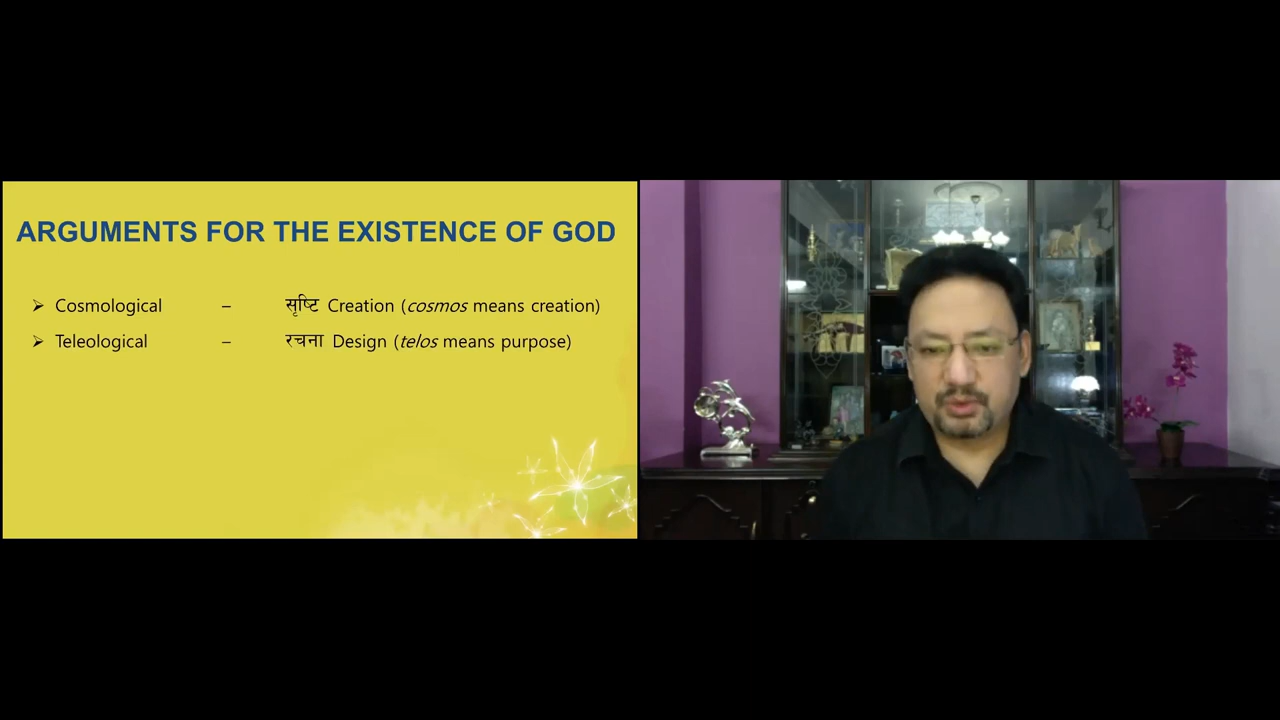 ARGUMENTS FOR THE EXISTENCE OF GOD
➢ Cosmological – सृष्टि Creation (cosmos means creation)
➢ Teleological – रचना Design (telos means purpose)